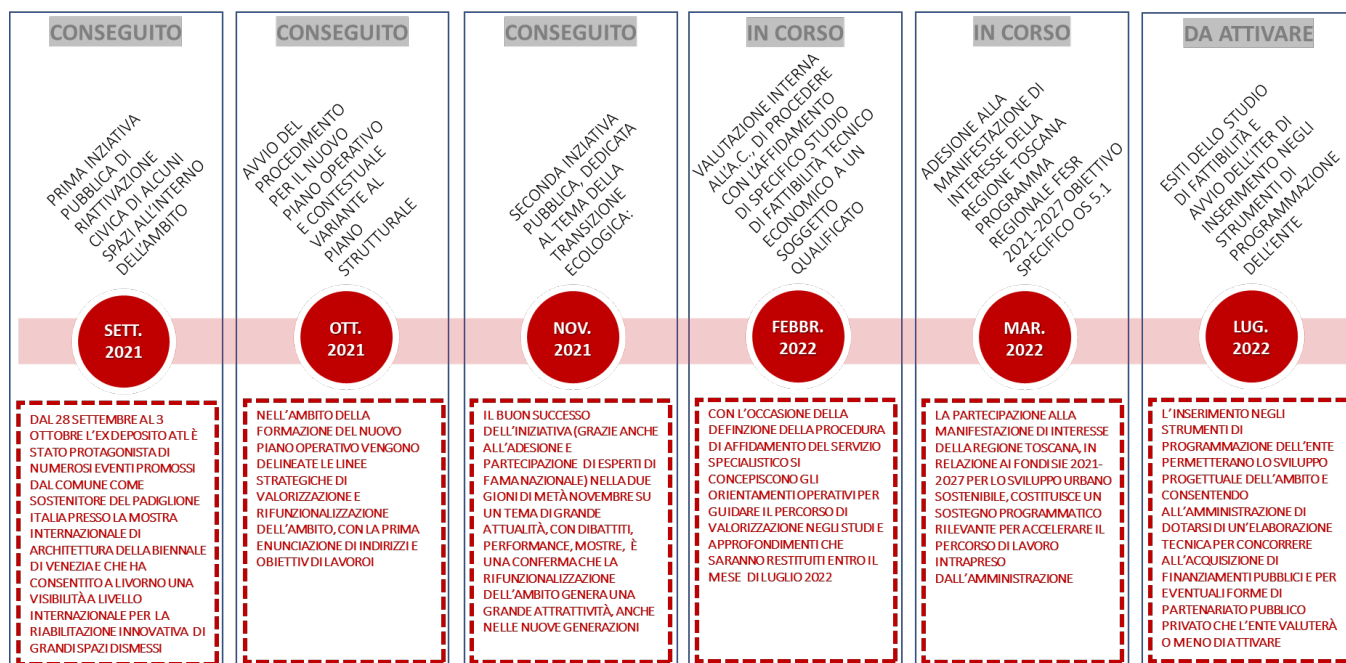 CONSEGUITO
PRIMA INZIATIVA
PUBBLICA DI
RIATTIVAZIONE
CIVICA DI ALCUNI
SPAZI ALL'INTERNO
DELL'AMBITO
SETT.
2021
DAL 28 SETTEMBRE AL 3
OTTOBRE L'EX DEPOSITO ATL È
STATO PROTAGONISTA DI
NUMEROSI EVENTI PROMOSSI
DAL COMUNE COME
SOSTENITORE DEL PADIGLIONE
ITALIA PRESSO LA MOSTRA
INTERNAZIONALE DI
ARCHITETTURA DELLA BIENNALE
DI VENEZIA E CHE HA
CONSENTITO A LIVORNO UNA
VISIBILITÀ A LIVELLO
INTERNAZIONALE PER LA
RIABILITAZIONE INNOVATIVA DI
GRANDI SPAZI DISMESSI
CONSEGUITO
AVVIO DEL
PROCEDIMENTO
PER IL NUOVO
PIANO OPERATIVO
E CONTESTUALE
VARIANTE AL
PIANO
STRUTTURALE
OTT.
2021
NELL'AMBITO DELLA
FORMAZIONE DEL NUOVO
PIANO OPERATIVO VENGONO
DELINEATE LE LINEE
STRATEGICHE DI
VALORIZZAZIONE E
RIFUNZIONALIZZAZIONE
DELL'AMBITO, CON LA PRIMA
ENUNCIAZIONE DI INDIRIZZI E
OBIETTIV DI LAVOROI
CONSEGUITO
SECONDA INZIATIVA
PUBBLICA, DEDICATA
AL TEMA DELLA
TRANSIZIONE
ECOLOGICA:
NOV.
2021
IL BUON SUCCESSO
DELL'INIZIATIVA (GRAZIE ANCHE
ALL'ADESIONE E
PARTECIPAZIONE DI ESPERTI DI
FAMA NAZIONALE) NELLA DUE
GIONI DI METÀ NOVEMBRE SU
UN TEMA DI GRANDE
ATTUALITÀ, CON DIBATTITI,
PERFORMANCE, MOSTRE, È
UNA CONFERMA CHE LA
RIFUNZIONALIZZAZIONE
DELL'AMBITO GENERA UNA
GRANDE ATTRATTIVITÀ, ANCHE
NELLE NUOVE GENERAZIONI
IN CORSO
VALUTAZIONE INTERNA
ALL'A.C., DI PROCEDERE
CON L'AFFIDAMENTO
DI SPECIFICO STUDIO
DI FATTIBILITÀ TECNICO
ECONOMICO A UN
SOGGETTO
QUALIFICATO
FEBBR.
2022
CON L'OCCASIONE DELLA
DEFINZIONE DELLA PROCEDURA
DI AFFIDAMENTO DEL SERVIZIO
SPECIALISTICO SI
CONCEPISCONO GLI
ORIENTAMENTI OPERATIVI PER
GUIDARE IL PERCORSO DI
VALORIZZAZIONE NEGLI STUDI E
APPROFONDIMENTI CHE
SARANNO RESTITUITI ENTRO IL
MESE DI LUGLIO 2022
IN CORSO
ADESIONE ALLA
MANIFESTAZIONE DI
INTERESSE DELLA
REGIONE TOSCANA
PROGRAMMA
REGIONALE FESR
2021-2027 OBIETTIVO
SPECIFICO OS 5.1
MAR.
2022
LA PARTECIPAZIONE ALLA
MANIFESTAZIONE DI INTERESSE
DELLA REGIONE TOSCANA, IN
RELAZIONE AI FONDI SIE 2021-
2027 PER LO SVILUPPO URBANO
SOSTENIBILE, COSTITUISCE UN
SOSTEGNO PROGRAMMATICO
RILEVANTE PER ACCELERARE IL
PERCORSO DI LAVORO
INTRAPRESO
DALL'AMMINISTRAZIONE
DA ATTIVARE
ESITI DELLO STUDIO
DI FATTIBILITÀ E
AVVIO DELL'ITER DI
INSERIMENTO NEGLI
STRUMENTI DI
PROGRAMMAZIONE
DELL'ENTE
LUG.
2022
L'INSERIMENTO NEGLI
STRUMENTI DI
PROGRAMMAZIONE DELL'ENTE
PERMETTERANO LO SVILUPPO
PROGETTUALE DELL'AMBITO E
CONSENTENDO
ALL'AMMINISTRAZIONE DI
DOTARSI DI UN'ELABORAZIONE
TECNICA PER CONCORRERE
ALL'ACQUISIZIONE DI
FINANZIAMENTI PUBBLICI E PER
EVENTUALI FORME DI
PARTENARIATO PUBBLICO
PRIVATO CHE L'ENTE VALUTERÀ
O MENO DI ATTIVARE